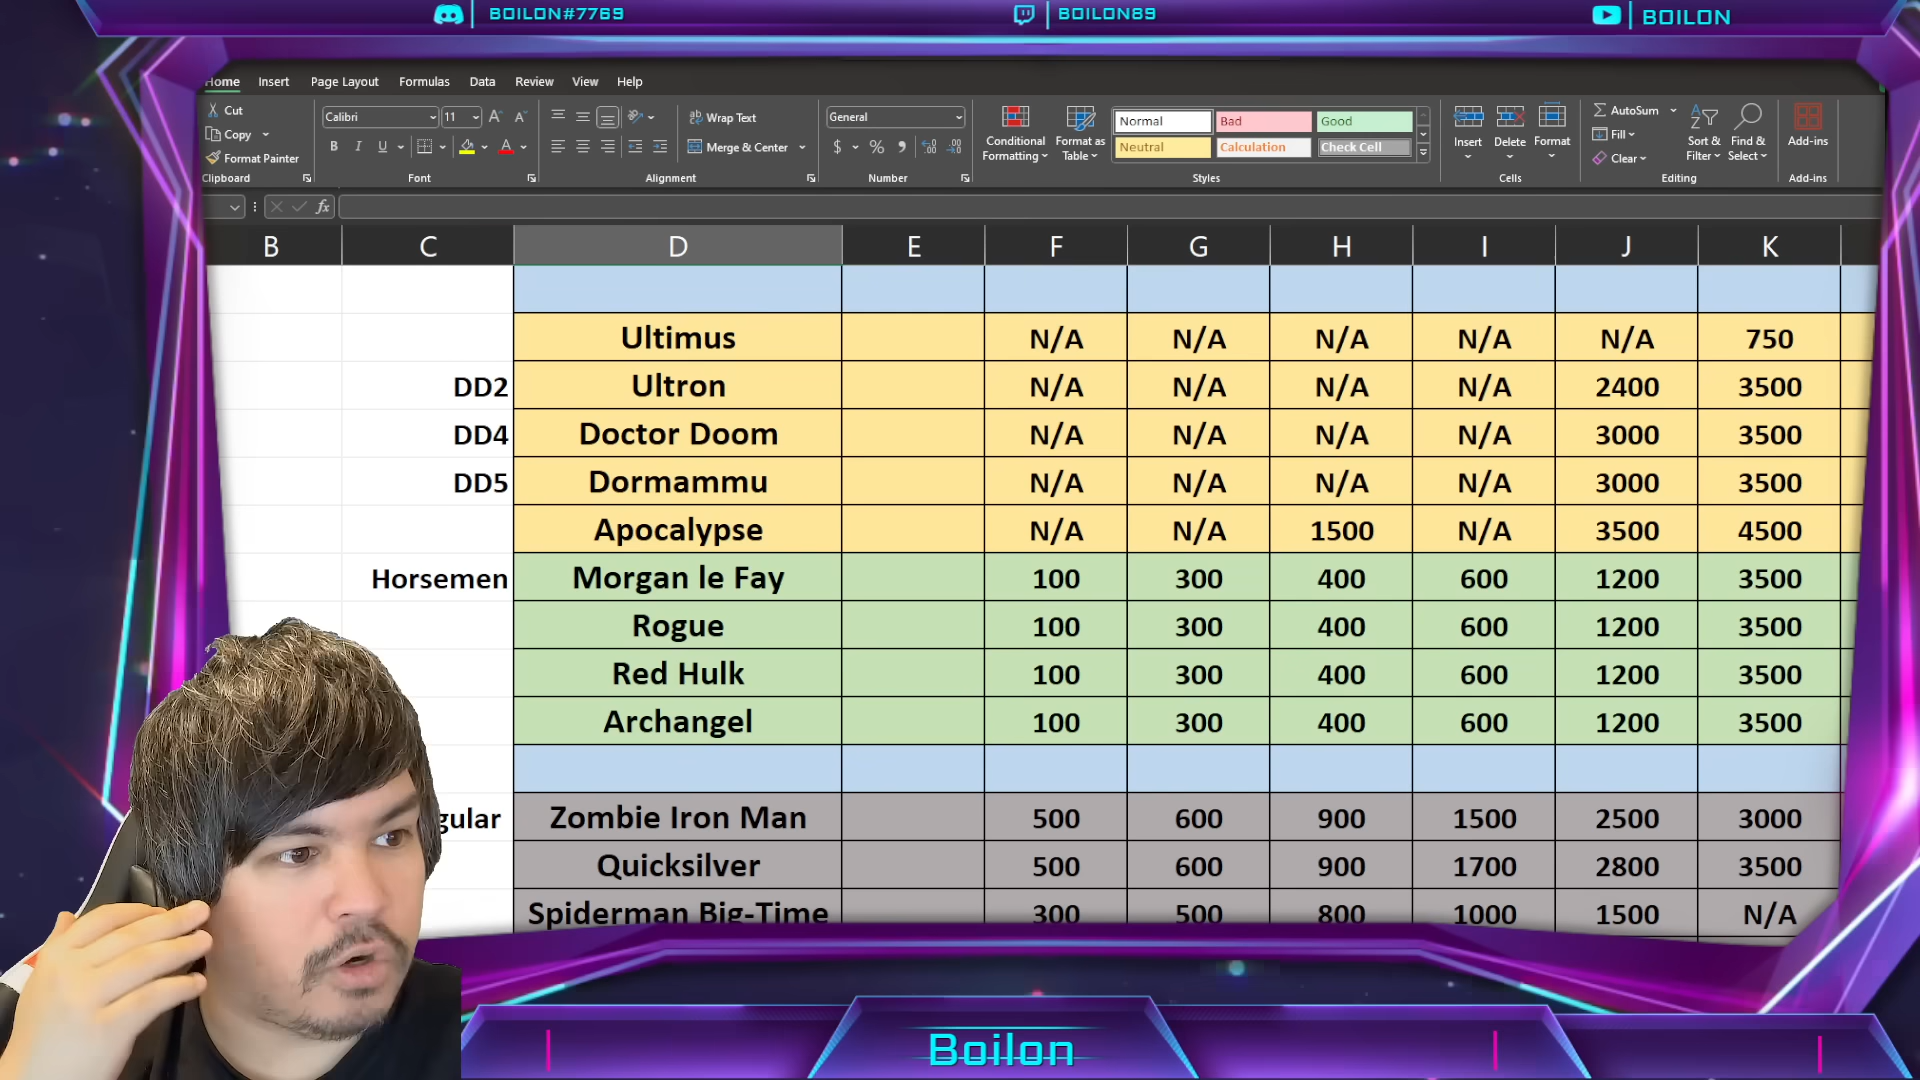 BOILON#7769
BOILON89
BOILON
Home Insert Page Layout Formulas Data Review View Help
Cut
Copy
Format Painter
Clipboard
Calibri 11
B I U
Font
Wrap Text
Merge & Center
Alignment
General
$ % ,
Number
Conditional Formatting
Format as Table
Normal Bad Good
Neutral Calculation Check Cell
Styles
Insert Delete Format
Cells
AutoSum
Fill
Clear
Sort & Filter
Find & Select
Editing
Add-ins
Add-ins
fx
B C D E F G H I J K
Ultimus N/A N/A N/A N/A N/A 750
DD2 Ultron N/A N/A N/A N/A 2400 3500
DD4 Doctor Doom N/A N/A N/A N/A 3000 3500
DD5 Dormammu N/A N/A N/A N/A 3000 3500
Apocalypse N/A N/A 1500 N/A 3500 4500
Horsemen Morgan le Fay 100 300 400 600 1200 3500
Rogue 100 300 400 600 1200 3500
Red Hulk 100 300 400 600 1200 3500
Archangel 100 300 400 600 1200 3500
gular Zombie Iron Man 500 600 900 1500 2500 3000
Quicksilver 500 600 900 1700 2800 3500
Spiderman Big-Time 300 500 800 1000 1500 N/A
Boilon